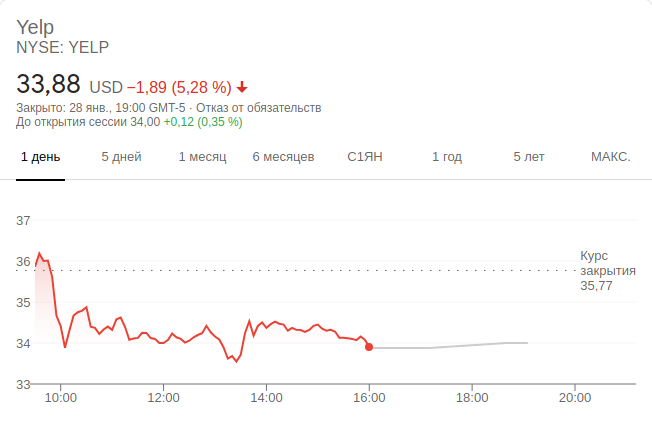 Yelp
NYSE: YELP
33,88 USD −1,89 (5,28 %)
Закрыто: 28 янв., 19:00 GMT-5 · Отказ от обязательств
До открытия сессии 34,00 +0,12 (0,35 %)
1 день 5 дней 1 месяц 6 месяцев С1ЯН 1 год 5 лет МАКС.
37
36
35
34
33
Курс
закрытия
35,77
10:00 12:00 14:00 16:00 18:00 20:00